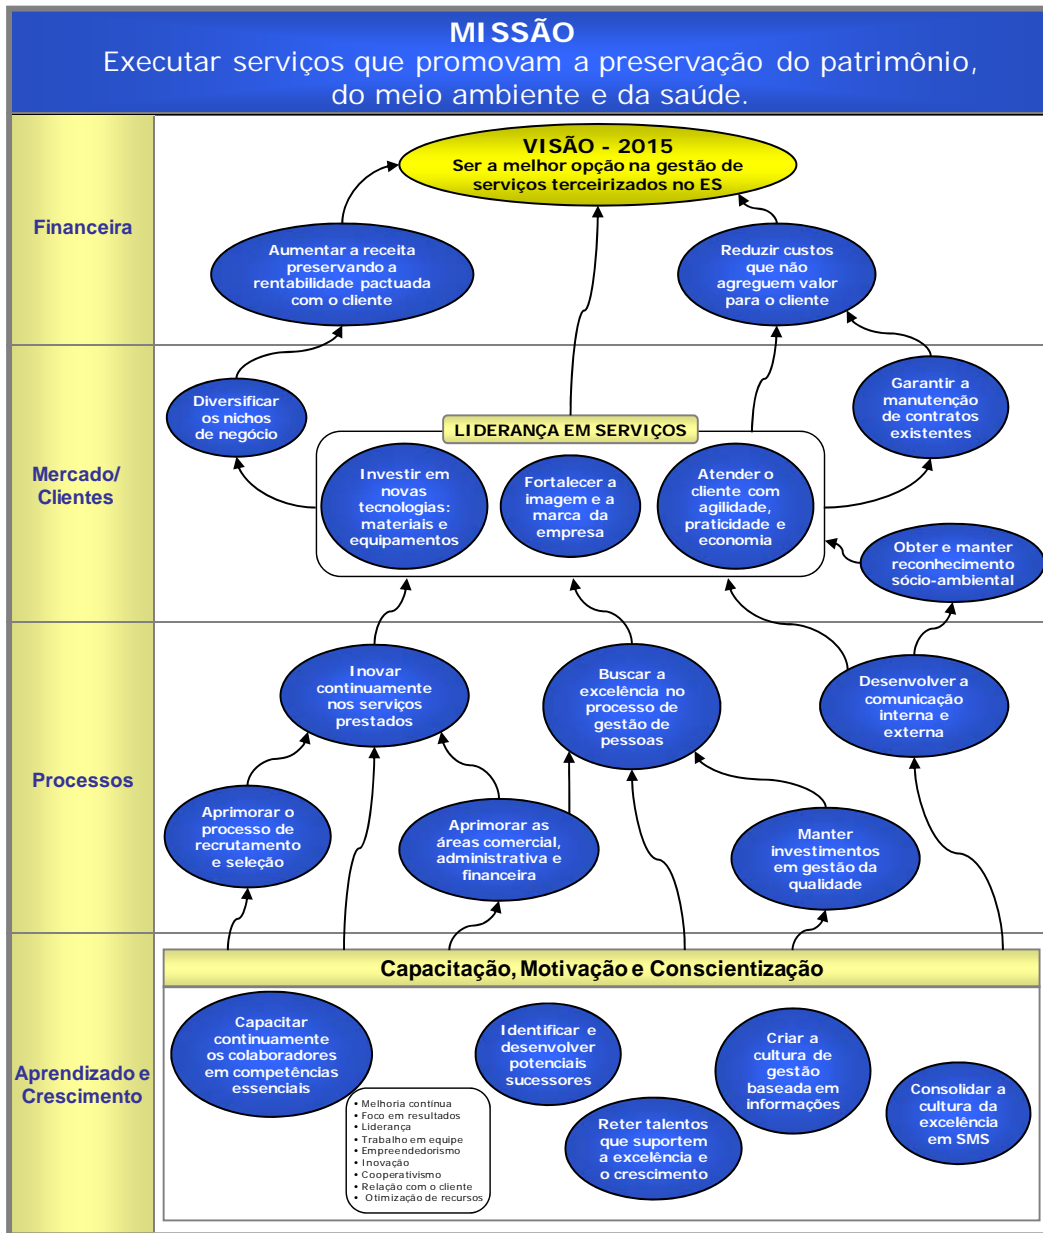 MISSÃO
Executar serviços que promovam a preservação do patrimônio,
do meio ambiente e da saúde.
Financeira
VISÃO - 2015
Ser a melhor opção na gestão de
serviços terceirizados no ES
Aumentar a receita
preservando a
rentabilidade pactuada
com o cliente
Reduzir custos
que não
agreguem valor
para o cliente
Mercado/
Clientes
Diversificar
os nichos
de negócio
Garantir a
manutenção
de contratos
existentes
LIDERANÇA EM SERVIÇOS
Investir em
novas
tecnologias:
materiais e
equipamentos
Fortalecer a
imagem e a
marca da
empresa
Atender o
cliente com
agilidade,
praticidade e
economia
Obter e manter
reconhecimento
sócio-ambiental
Processos
Inovar
continuamente
nos serviços
prestados
Buscar a
excelência no
processo de
gestão de
pessoas
Desenvolver a
comunicação
interna e
externa
Aprimorar o
processo de
recrutamento
e seleção
Aprimorar as
áreas comercial,
administrativa e
financeira
Manter
investimentos
em gestão da
qualidade
Aprendizado e
Crescimento
Capacitação, Motivação e Conscientização
Capacitar
continuamente
os colaboradores
em competências
essenciais
• Melhoria contínua
• Foco em resultados
• Liderança
• Trabalho em equipe
• Empreendedorismo
• Inovação
• Cooperativismo
• Relação com o cliente
• Otimização de recursos
Identificar e
desenvolver
potenciais
sucessores
Reter talentos
que suportem
a excelência e
o crescimento
Criar a
cultura de
gestão
baseada em
informações
Consolidar a
cultura da
excelência
em SMS